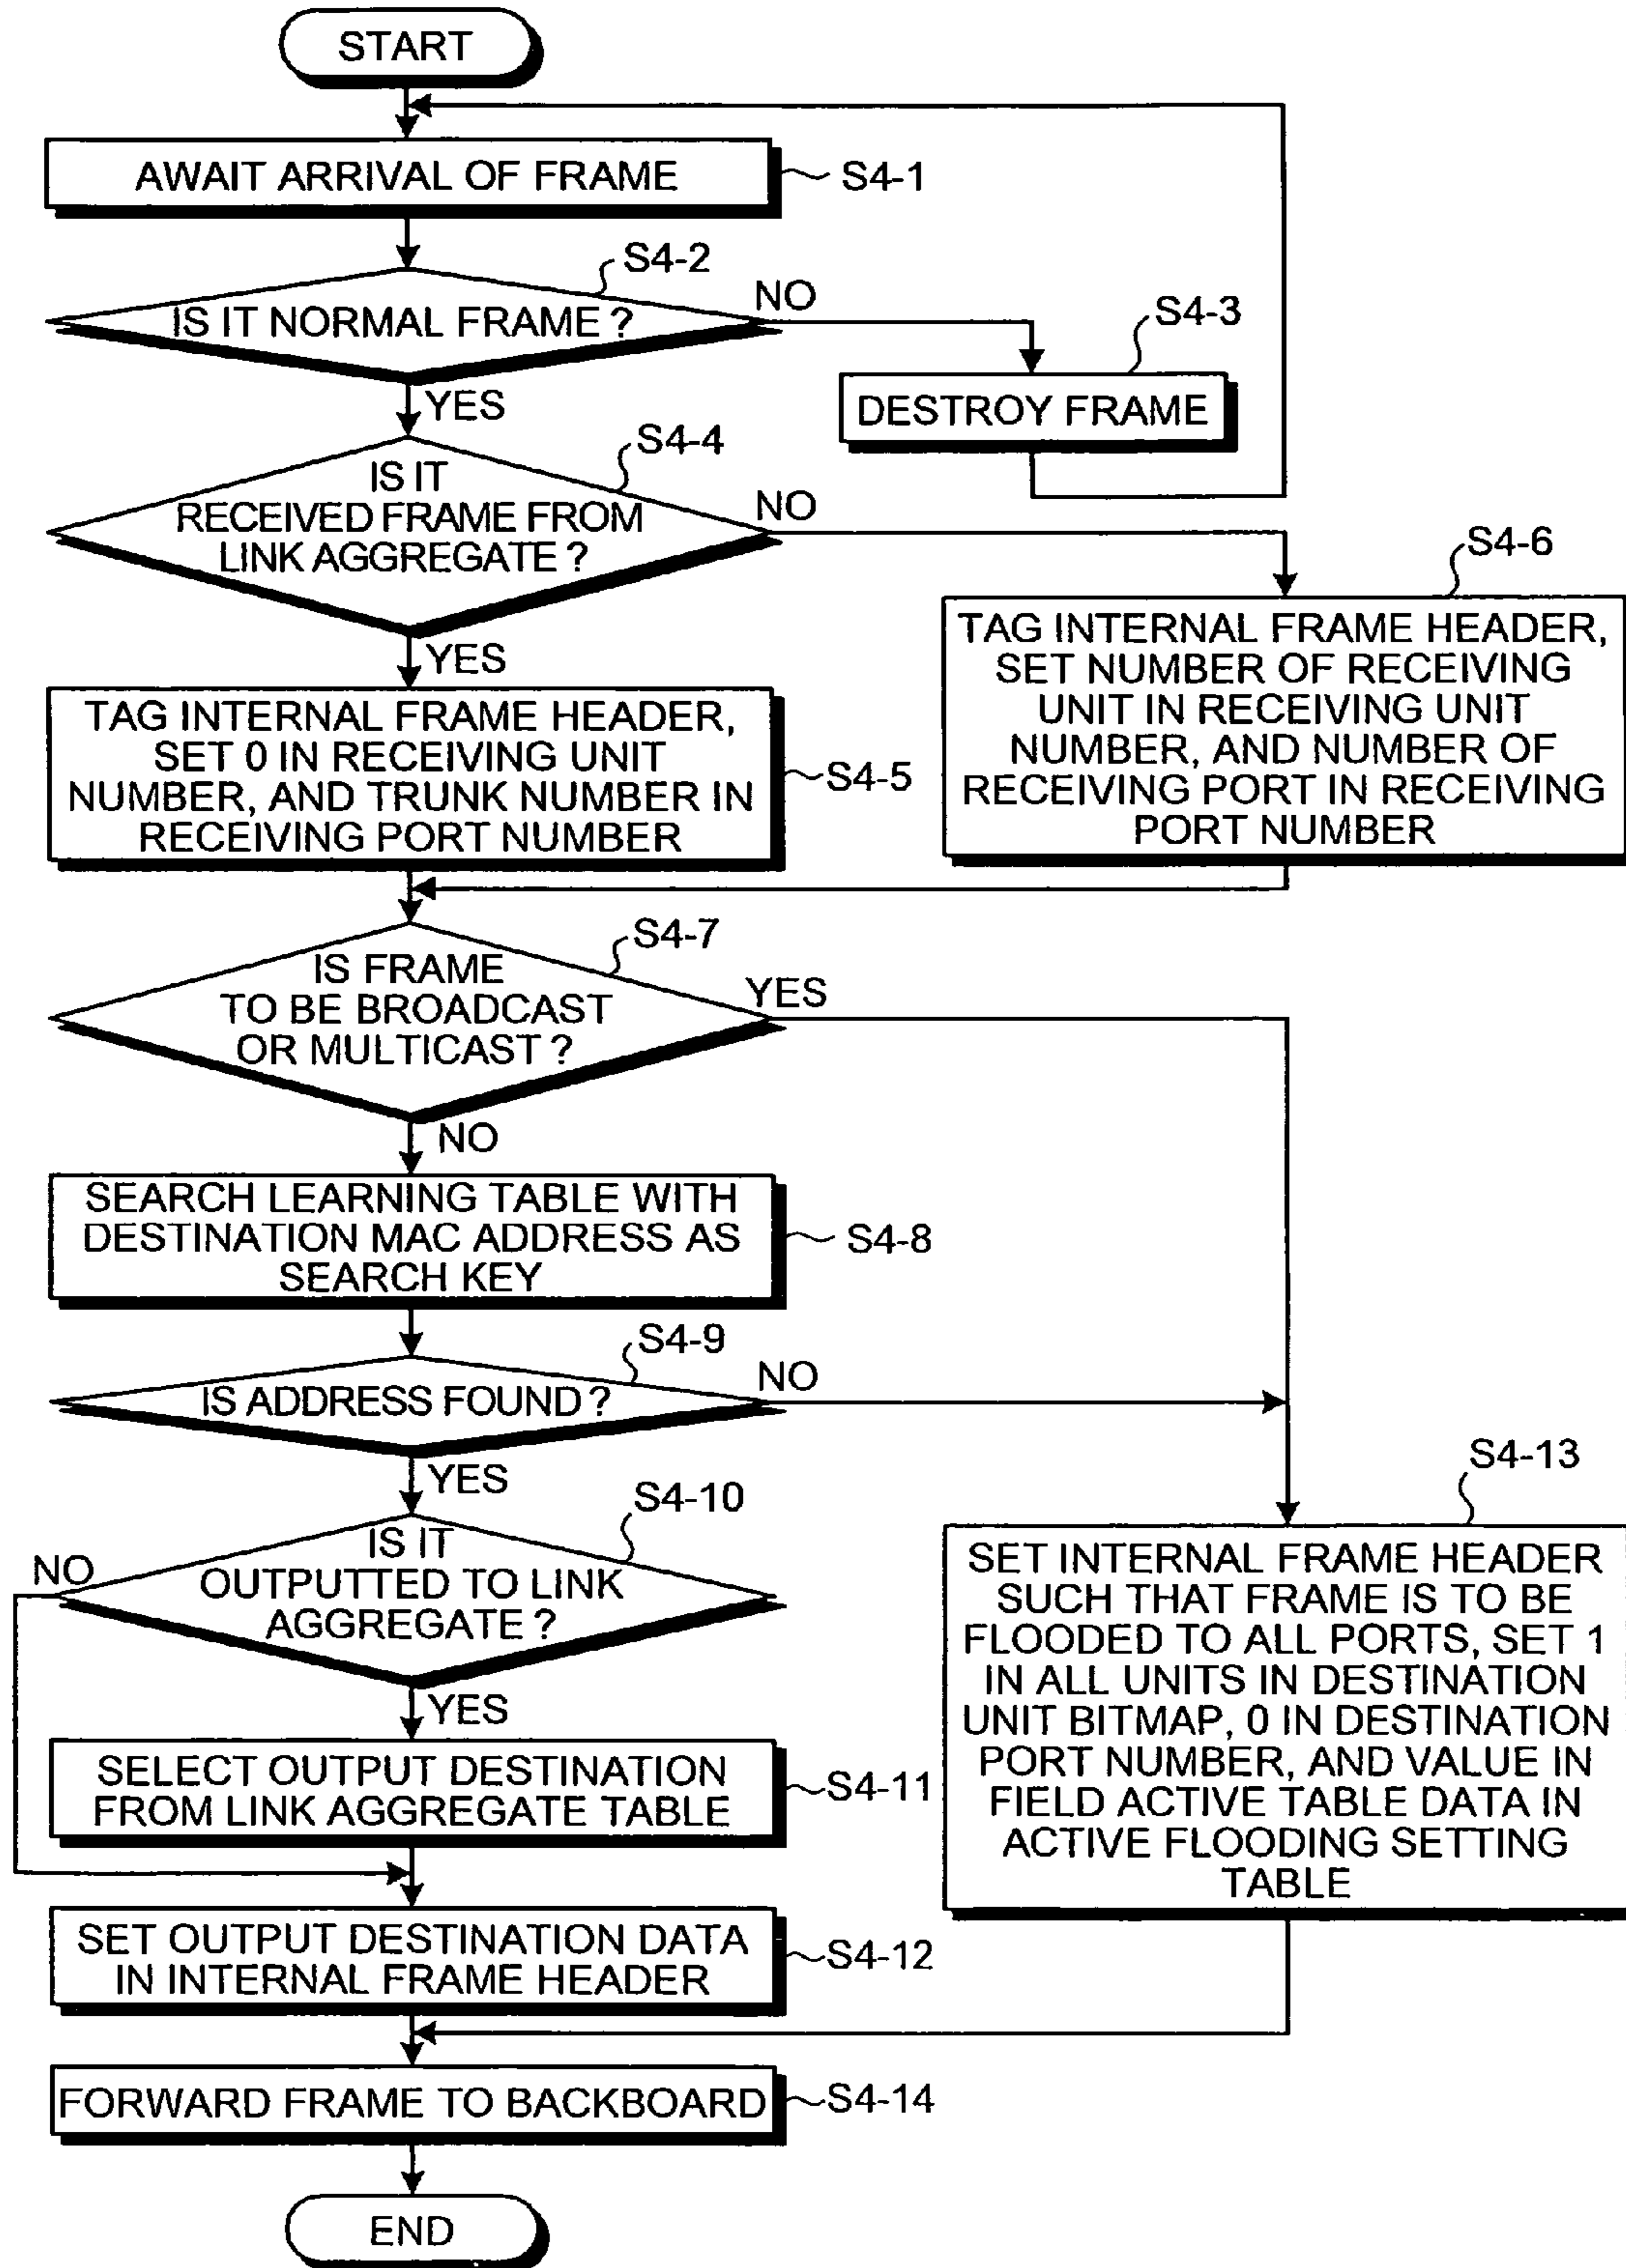 START
AWAIT ARRIVAL OF FRAME
S4-1
S4-2
IS IT NORMAL FRAME ?
NO
YES
S4-3
DESTROY FRAME
S4-4
IS IT
RECEIVED FRAME FROM
LINK AGGREGATE ?
NO
YES
S4-6
TAG INTERNAL FRAME HEADER,
SET NUMBER OF RECEIVING
UNIT IN RECEIVING UNIT
NUMBER, AND NUMBER OF
RECEIVING PORT IN RECEIVING
PORT NUMBER
TAG INTERNAL FRAME HEADER,
SET 0 IN RECEIVING UNIT
NUMBER, AND TRUNK NUMBER IN
RECEIVING PORT NUMBER
S4-5
S4-7
IS FRAME
TO BE BROADCAST
OR MULTICAST ?
YES
NO
SEARCH LEARNING TABLE WITH
DESTINATION MAC ADDRESS AS
SEARCH KEY
S4-8
S4-9
IS ADDRESS FOUND ?
NO
YES
S4-10
IS IT
OUTPUTTED TO LINK
AGGREGATE ?
NO
YES
SELECT OUTPUT DESTINATION
FROM LINK AGGREGATE TABLE
S4-11
S4-13
SET INTERNAL FRAME HEADER
SUCH THAT FRAME IS TO BE
FLOODED TO ALL PORTS, SET 1
IN ALL UNITS IN DESTINATION
UNIT BITMAP, 0 IN DESTINATION
PORT NUMBER, AND VALUE IN
FIELD ACTIVE TABLE DATA IN
ACTIVE FLOODING SETTING
TABLE
SET OUTPUT DESTINATION DATA
IN INTERNAL FRAME HEADER
S4-12
FORWARD FRAME TO BACKBOARD
S4-14
END